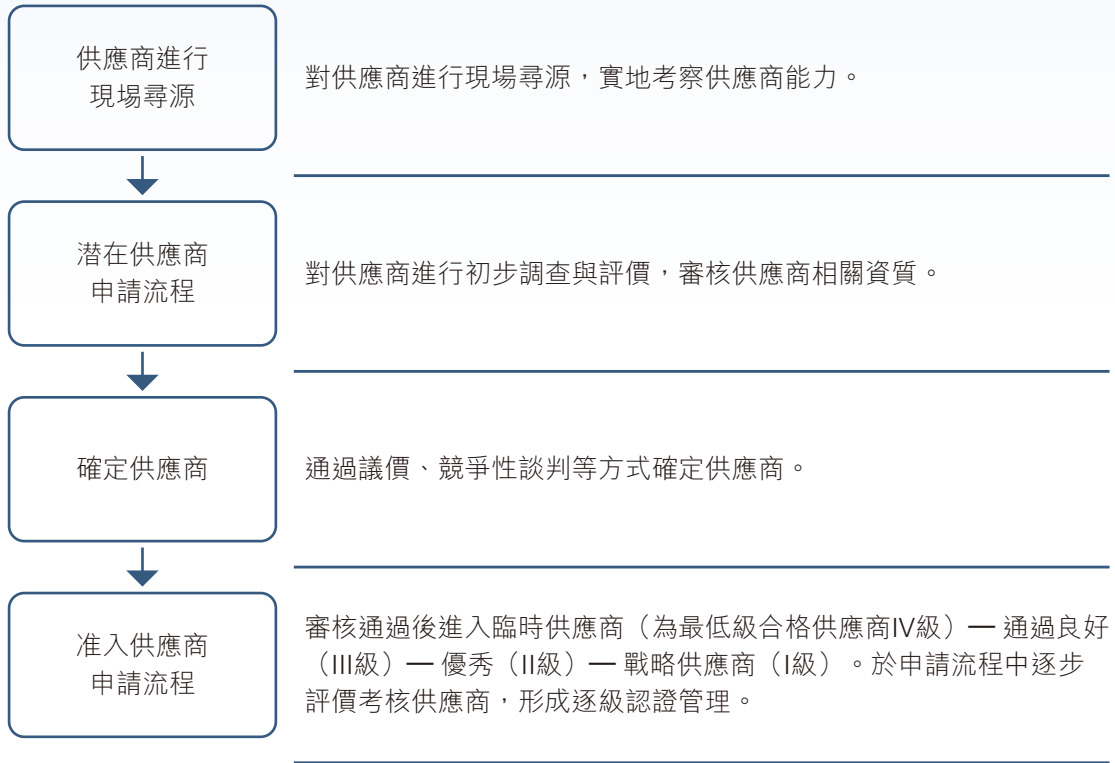 供應商進行
現場尋源
對供應商進行現場尋源，實地考察供應商能力。
潛在供應商
申請流程
對供應商進行初步調查與評價，審核供應商相關資質。
確定供應商
通過議價、競爭性談判等方式確定供應商。
准入供應商
申請流程
審核通過後進入臨時供應商（為最低級合格供應商IV級）— 通過良好
（III級）— 優秀（II級）— 戰略供應商（I級）。於申請流程中逐步
評價考核供應商，形成逐級認證管理。